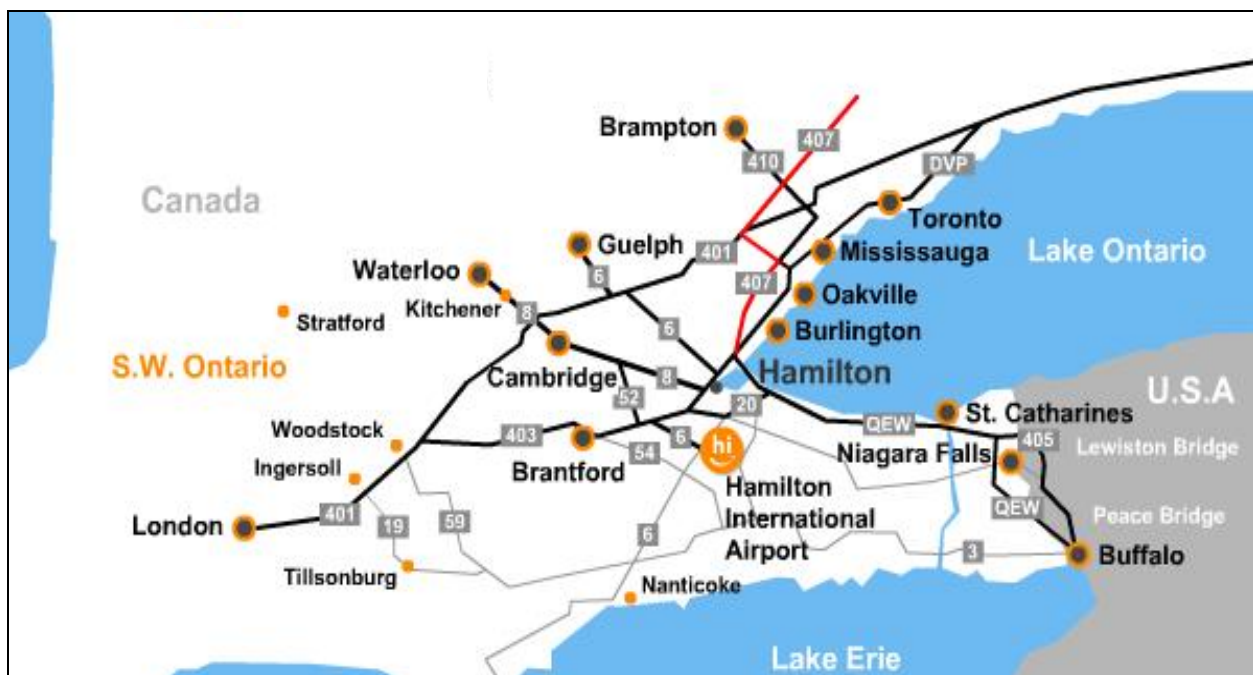 Brampton
407
410
DVP
Canada
Toronto
Guelph
401
Mississauga
Lake Ontario
Waterloo
6
407
Kitchener
8
Oakville
Stratford
6
Burlington
S.W. Ontario
Cambridge
8
Hamilton
U.S.A
52
20
St. Catharines
Woodstock
403
6
hi
QEW
405
Lewiston Bridge
Ingersoll
Brantford
54
Niagara Falls
Hamilton
International
Airport
London
401
19
59
6
QEW
Peace Bridge
3
Buffalo
Tillsonburg
Nanticoke
Lake Erie